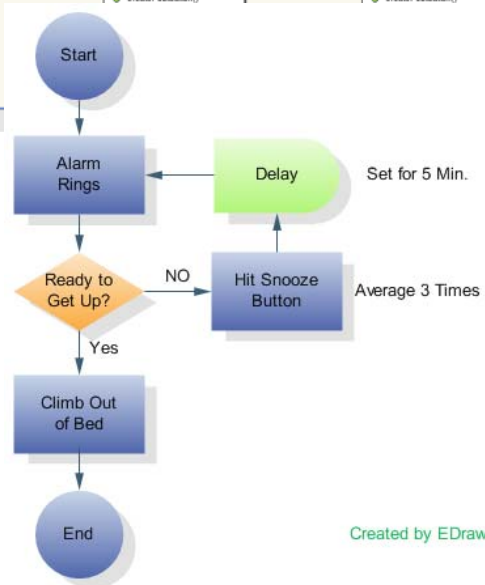 Start
Alarm
Rings
Delay
Set for 5 Min.
Ready to
Get Up?
NO
Hit Snooze
Button
Average 3 Times
Yes
Climb Out
of Bed
End
Created by EDraw